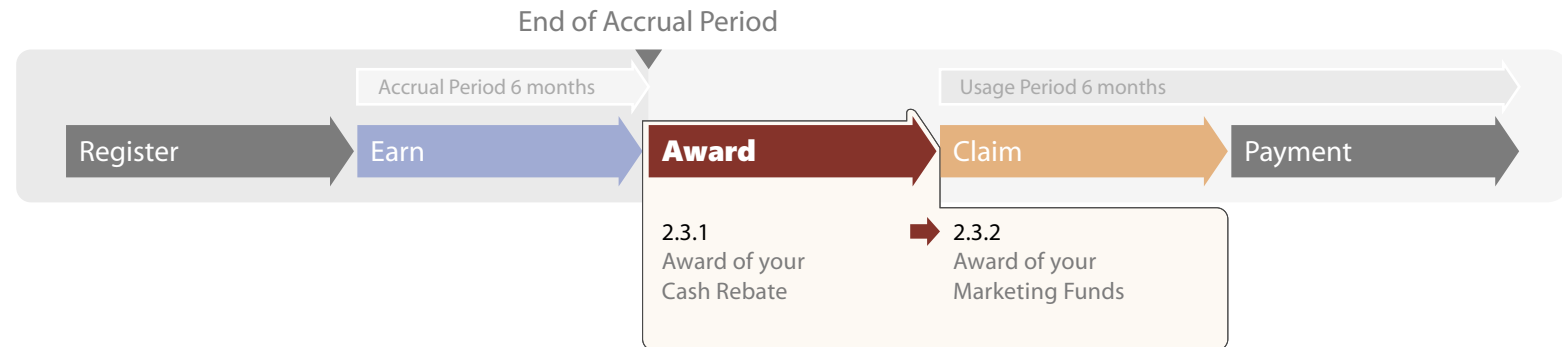 End of Accrual Period
Accrual Period 6 months
Usage Period 6 months
Register
Earn
Award
Claim
Payment
2.3.1
Award of your
Cash Rebate
2.3.2
Award of your
Marketing Funds